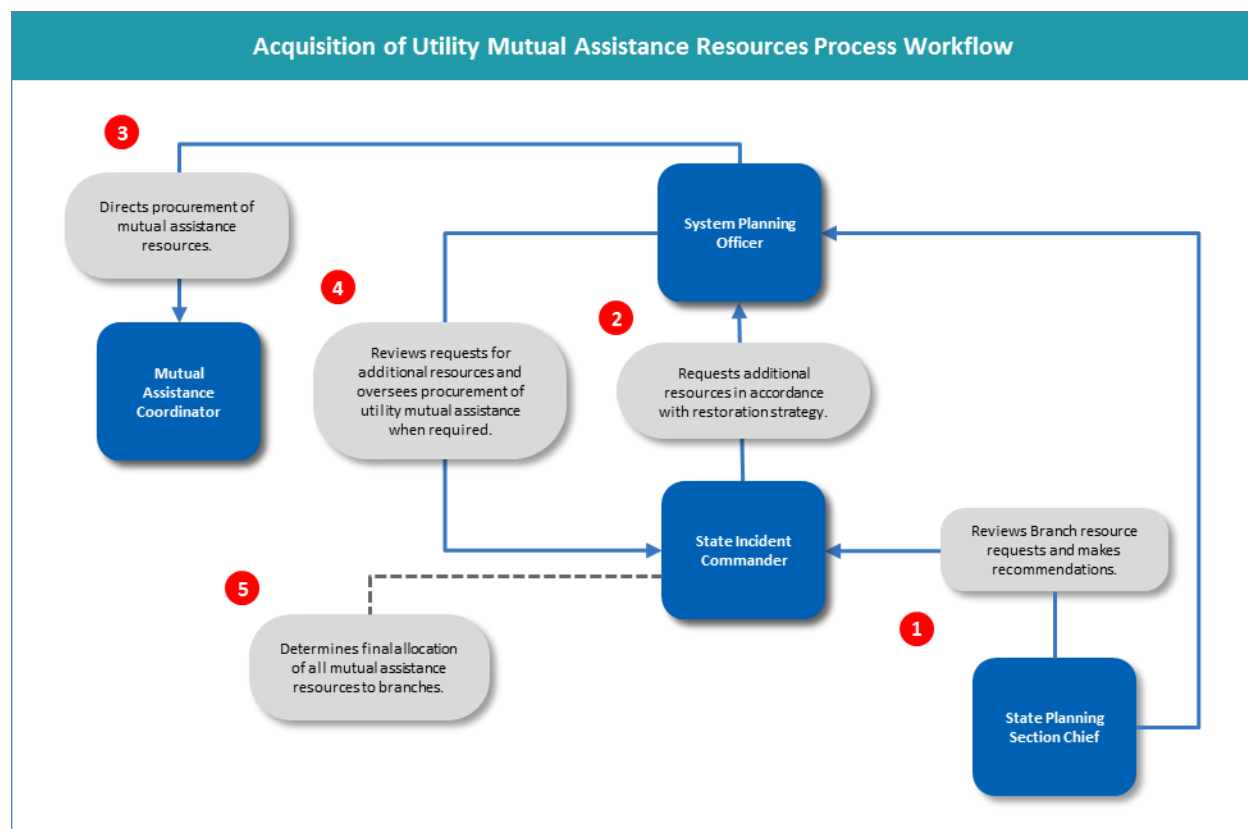 Acquisition of Utility Mutual Assistance Resources Process Workflow
3
Directs procurement of
mutual assistance
resources.
System Planning
Officer
4
2
Mutual
Assistance
Coordinator
Reviews requests for
additional resources and
oversees procurement of
utility mutual assistance
when required.
Requests additional
resources in accordance
with restoration strategy.
State Incident
Commander
Reviews Branch resource
requests and makes
recommendations.
5
1
Determines final allocation
of all mutual assistance
resources to branches.
State Planning
Section Chief